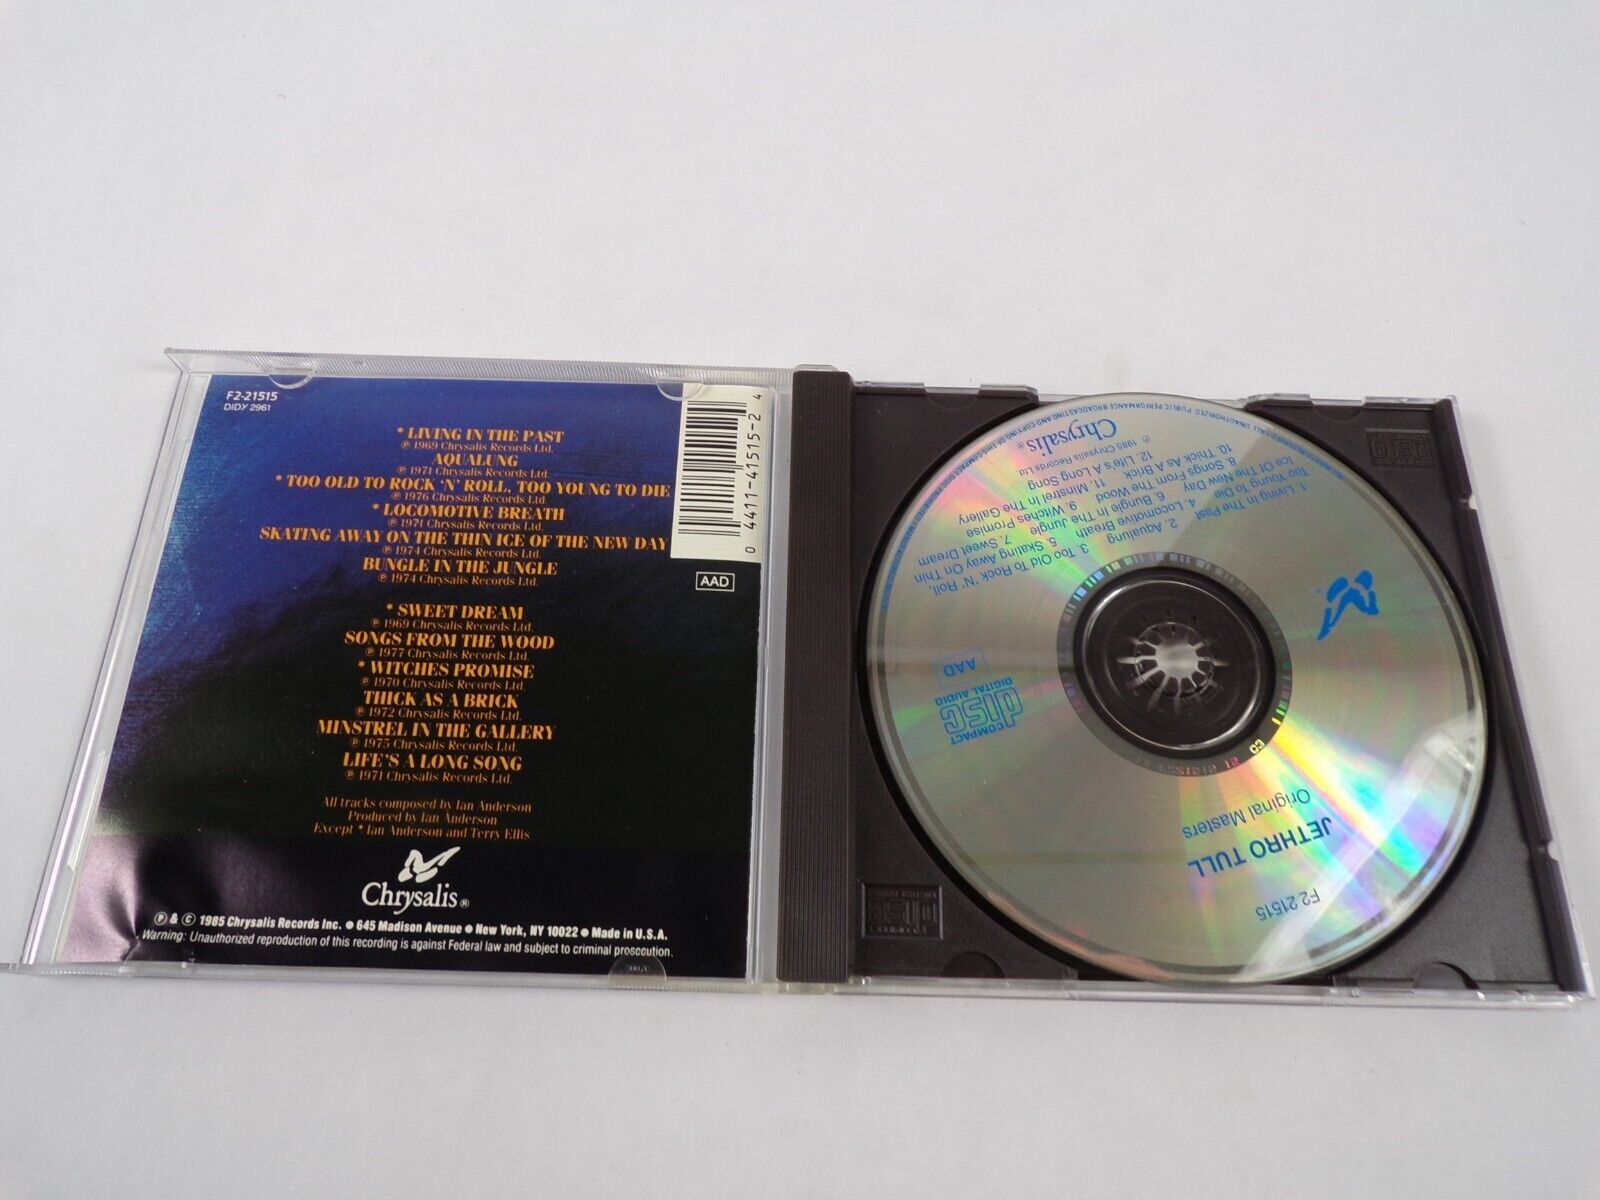 F2-21515
DIDY 2961
* LIVING IN THE PAST
℗ 1969 Chrysalis Records Ltd.
AQUALUNG
℗ 1971 Chrysalis Records Ltd.
* TOO OLD TO ROCK 'N' ROLL, TOO YOUNG TO DIE
℗ 1976 Chrysalis Records Ltd.
* LOCOMOTIVE BREATH
℗ 1971 Chrysalis Records Ltd.
SKATING AWAY ON THE THIN ICE OF THE NEW DAY
℗ 1974 Chrysalis Records Ltd.
BUNGLE IN THE JUNGLE
℗ 1974 Chrysalis Records Ltd.
* SWEET DREAM
℗ 1969 Chrysalis Records Ltd.
SONGS FROM THE WOOD
℗ 1977 Chrysalis Records Ltd.
* WITCHES PROMISE
℗ 1970 Chrysalis Records Ltd.
THICK AS A BRICK
℗ 1972 Chrysalis Records Ltd.
MINSTREL IN THE GALLERY
℗ 1975 Chrysalis Records Ltd.
LIFE'S A LONG SONG
℗ 1971 Chrysalis Records Ltd.
All tracks composed by Ian Anderson
Produced by Ian Anderson
Except * Ian Anderson and Terry Ellis
Chrysalis®
℗ & © 1985 Chrysalis Records Inc. ● 645 Madison Avenue ● New York, NY 10022 ● Made in U.S.A.
Warning: Unauthorized reproduction of this recording is against Federal law and subject to criminal prosecution.
0 4411-41515-2 4
AAD
F2 21515
JETHRO TULL
Original Masters
COMPACT
disc
DIGITAL AUDIO
AAD
1. Living In The Past 2. Aqualung
3. Too Old To Rock 'N' Roll,
Too Young To Die 4. Locomotive Breath
5. Skating Away On Thin
Ice Of The New Day 6. Bungle In The Jungle 7. Sweet Dream
8. Songs From The Wood 9. Witches Promise
10. Thick As A Brick 11. Minstrel In The Gallery
12. Life's A Long Song
℗ 1985 Chrysalis Records Ltd.
Chrysalis
UNAUTHORIZED PUBLIC PERFORMANCE BROADCASTING AND COPYING OF THIS COMPACT DISC PROHIBITED